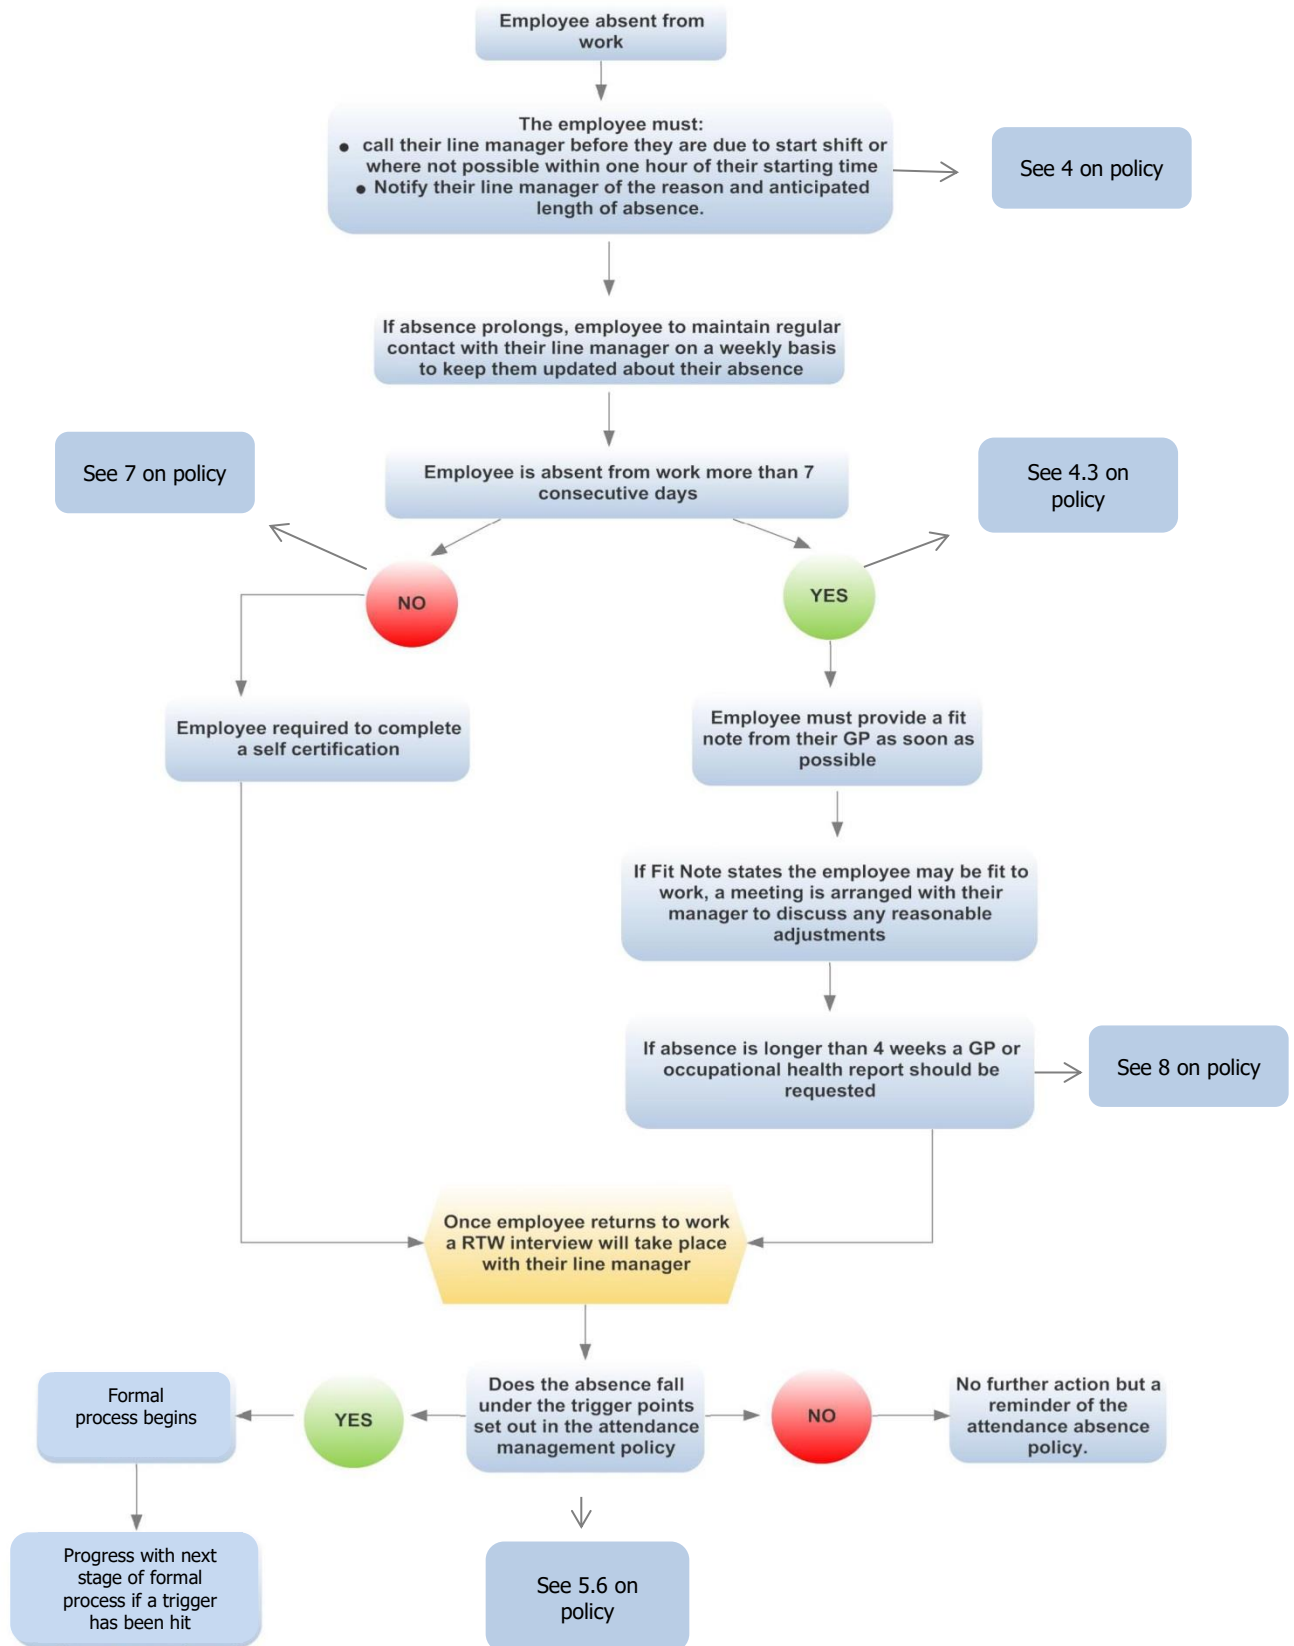 Employee absent from
work
The employee must:
● call their line manager before they are due to start shift or
where not possible within one hour of their starting time
● Notify their line manager of the reason and anticipated
length of absence.
See 4 on policy
If absence prolongs, employee to maintain regular
contact with their line manager on a weekly basis
to keep them updated about their absence
See 7 on policy
Employee is absent from work more than 7
consecutive days
See 4.3 on
policy
NO
YES
Employee required to complete
a self certification
Employee must provide a fit
note from their GP as soon as
possible
If Fit Note states the employee may be fit to
work, a meeting is arranged with their
manager to discuss any reasonable
adjustments
If absence is longer than 4 weeks a GP or
occupational health report should be
requested
See 8 on policy
Once employee returns to work
a RTW interview will take place
with their line manager
Formal
process begins
YES
Does the absence fall
under the trigger points
set out in the attendance
management policy
NO
No further action but a
reminder of the
attendance absence
policy.
Progress with next
stage of formal
process if a trigger
has been hit
See 5.6 on
policy